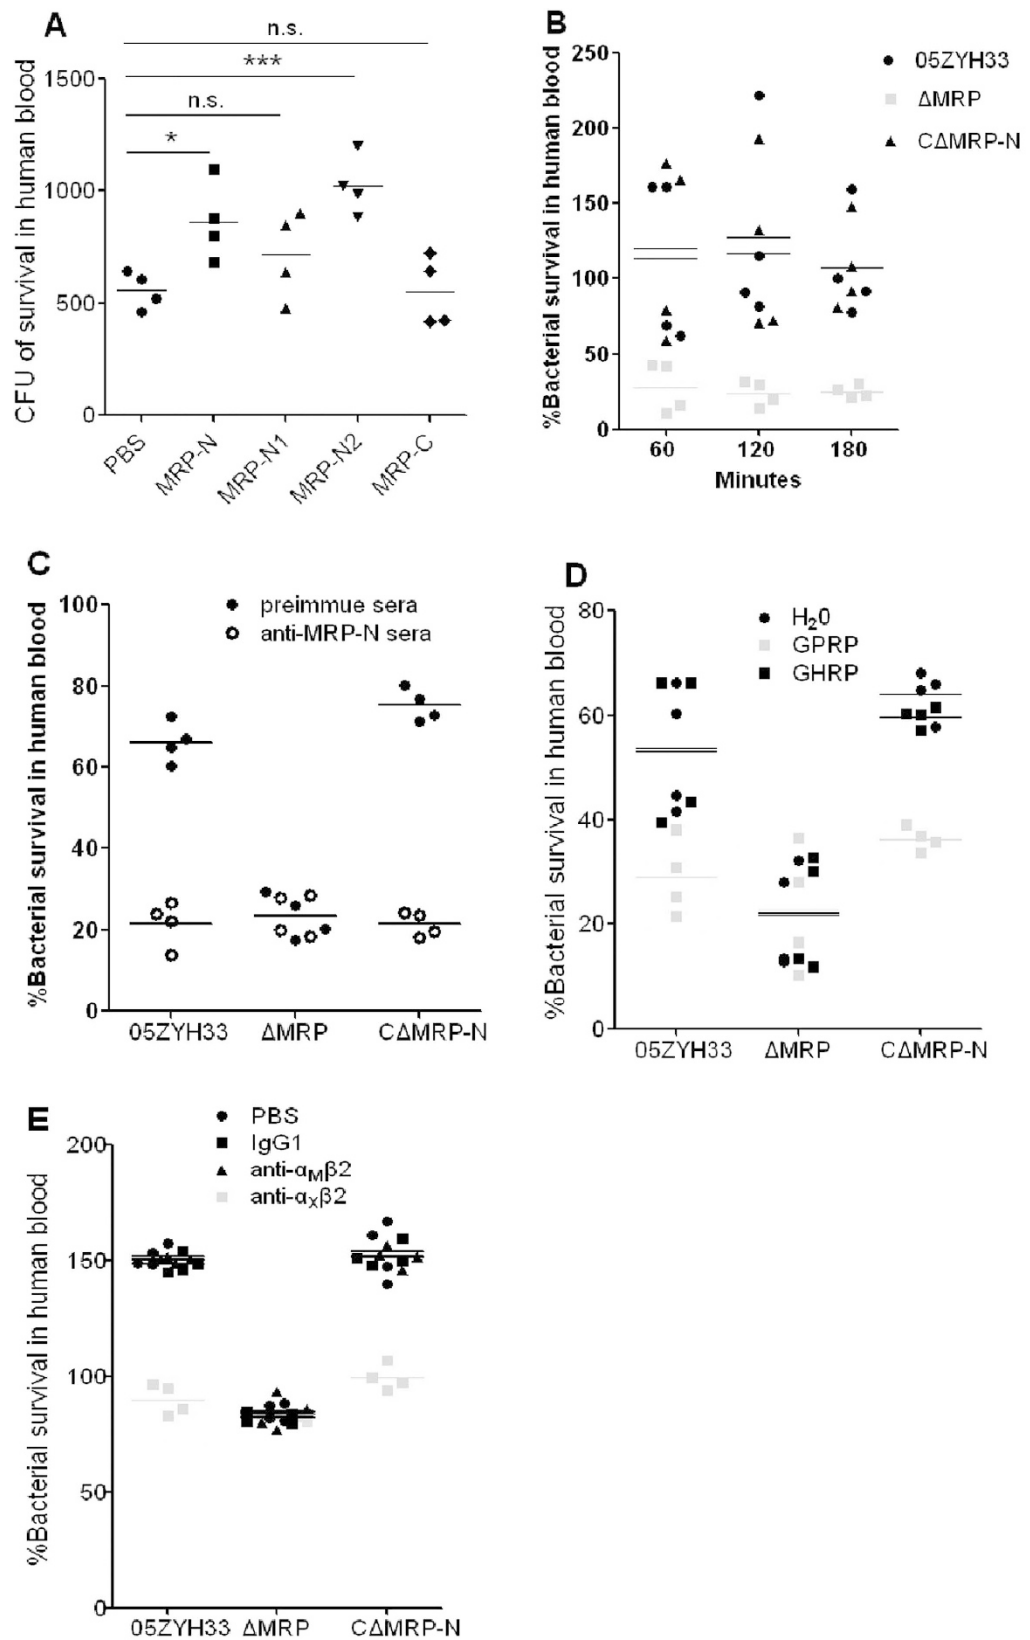 A
n.s.
***
n.s.
*
CFU of survival in human blood
1500
1000
500
0
PBS
MRP-N
MRP-N1
MRP-N2
MRP-C
B
%Bacterial survival in human blood
250
200
150
100
50
0
60 120 180
Minutes
05ZYH33
ΔMRP
CΔMRP-N
C
%Bacterial survival in human blood
100
80
60
40
20
0
preimmue sera
anti-MRP-N sera
05ZYH33 ΔMRP CΔMRP-N
D
%Bacterial survival in human blood
80
60
40
20
0
H₂0
GPRP
GHRP
05ZYH33 ΔMRP CΔMRP-N
E
%Bacterial survival in human blood
200
150
100
50
0
PBS
IgG1
anti-α_Mβ2
anti-αₓβ2
05ZYH33 ΔMRP CΔMRP-N